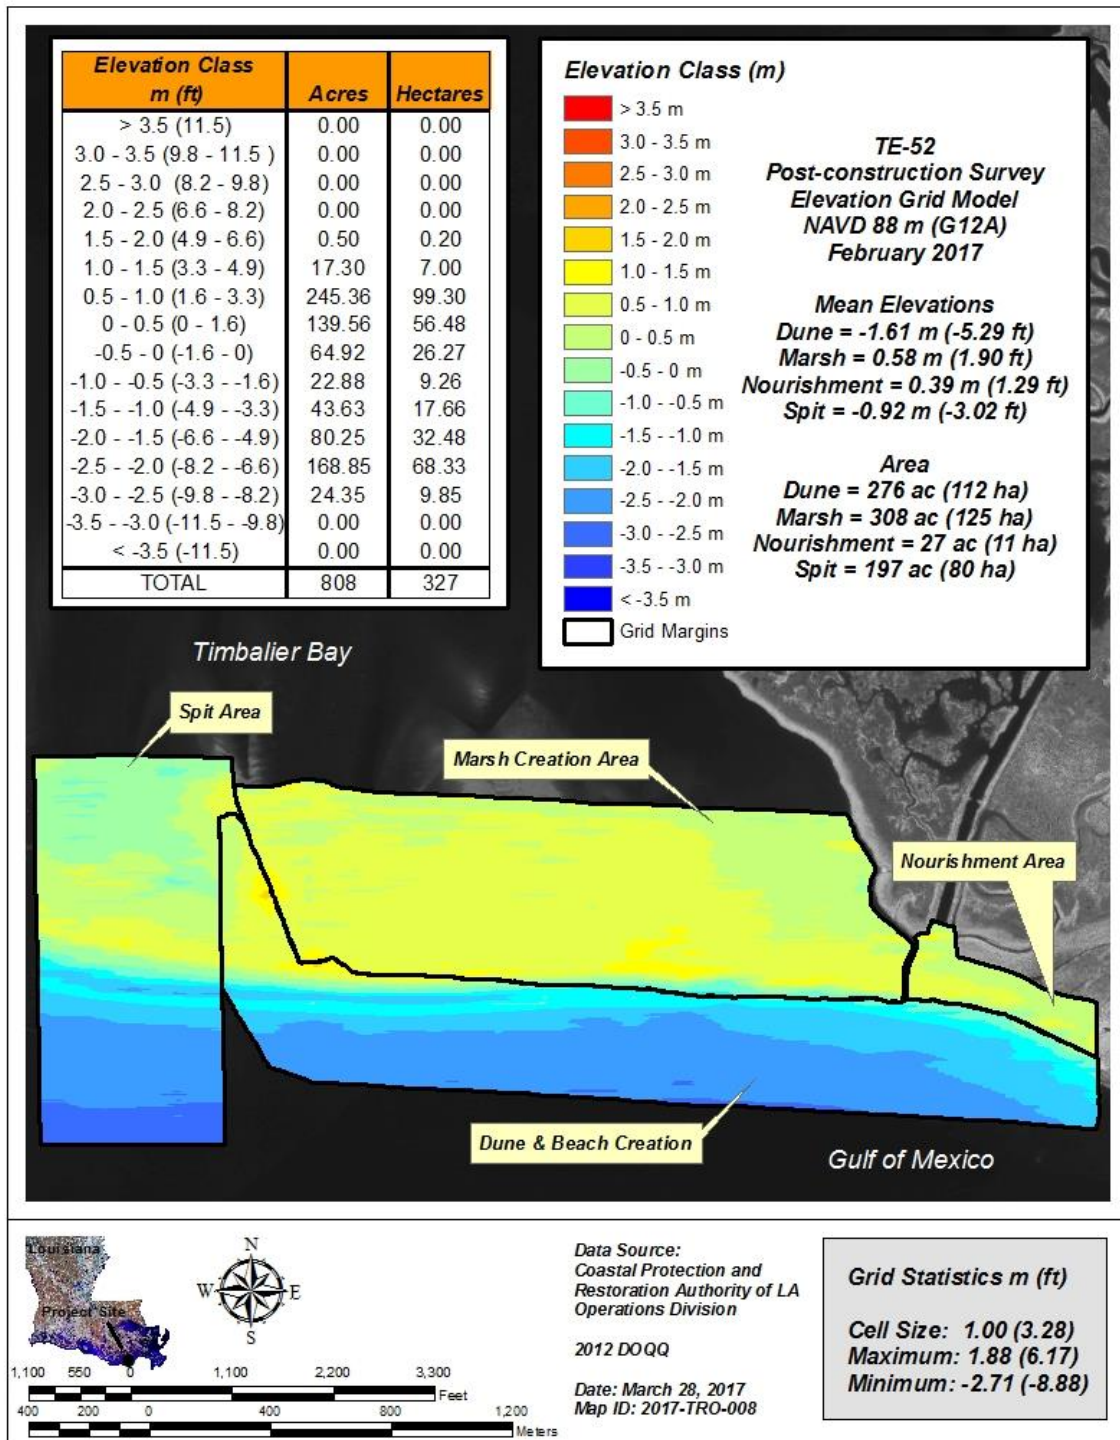 Elevation Class
m (ft) Acres Hectares
> 3.5 (11.5) 0.00 0.00
3.0 - 3.5 (9.8 - 11.5 ) 0.00 0.00
2.5 - 3.0 (8.2 - 9.8) 0.00 0.00
2.0 - 2.5 (6.6 - 8.2) 0.00 0.00
1.5 - 2.0 (4.9 - 6.6) 0.50 0.20
1.0 - 1.5 (3.3 - 4.9) 17.30 7.00
0.5 - 1.0 (1.6 - 3.3) 245.36 99.30
0 - 0.5 (0 - 1.6) 139.56 56.48
-0.5 - 0 (-1.6 - 0) 64.92 26.27
-1.0 - -0.5 (-3.3 - -1.6) 22.88 9.26
-1.5 - -1.0 (-4.9 - -3.3) 43.63 17.66
-2.0 - -1.5 (-6.6 - -4.9) 80.25 32.48
-2.5 - -2.0 (-8.2 - -6.6) 168.85 68.33
-3.0 - -2.5 (-9.8 - -8.2) 24.35 9.85
-3.5 - -3.0 (-11.5 - -9.8) 0.00 0.00
< -3.5 (-11.5) 0.00 0.00
TOTAL 808 327
Elevation Class (m)
> 3.5 m
3.0 - 3.5 m
2.5 - 3.0 m
2.0 - 2.5 m
1.5 - 2.0 m
1.0 - 1.5 m
0.5 - 1.0 m
0 - 0.5 m
-0.5 - 0 m
-1.0 - -0.5 m
-1.5 - -1.0 m
-2.0 - -1.5 m
-2.5 - -2.0 m
-3.0 - -2.5 m
-3.5 - -3.0 m
< -3.5 m
Grid Margins
TE-52
Post-construction Survey
Elevation Grid Model
NAVD 88 m (G12A)
February 2017
Mean Elevations
Dune = -1.61 m (-5.29 ft)
Marsh = 0.58 m (1.90 ft)
Nourishment = 0.39 m (1.29 ft)
Spit = -0.92 m (-3.02 ft)
Area
Dune = 276 ac (112 ha)
Marsh = 308 ac (125 ha)
Nourishment = 27 ac (11 ha)
Spit = 197 ac (80 ha)
Timbalier Bay
Spit Area
Marsh Creation Area
Nourishment Area
Dune & Beach Creation
Gulf of Mexico
Louisiana
Project Site
N
W E
S
1,100 550 0 1,100 2,200 3,300
Feet
400 200 0 400 800 1,200
Meters
Data Source:
Coastal Protection and
Restoration Authority of LA
Operations Division
2012 DOQQ
Date: March 28, 2017
Map ID: 2017-TRO-008
Grid Statistics m (ft)
Cell Size: 1.00 (3.28)
Maximum: 1.88 (6.17)
Minimum: -2.71 (-8.88)